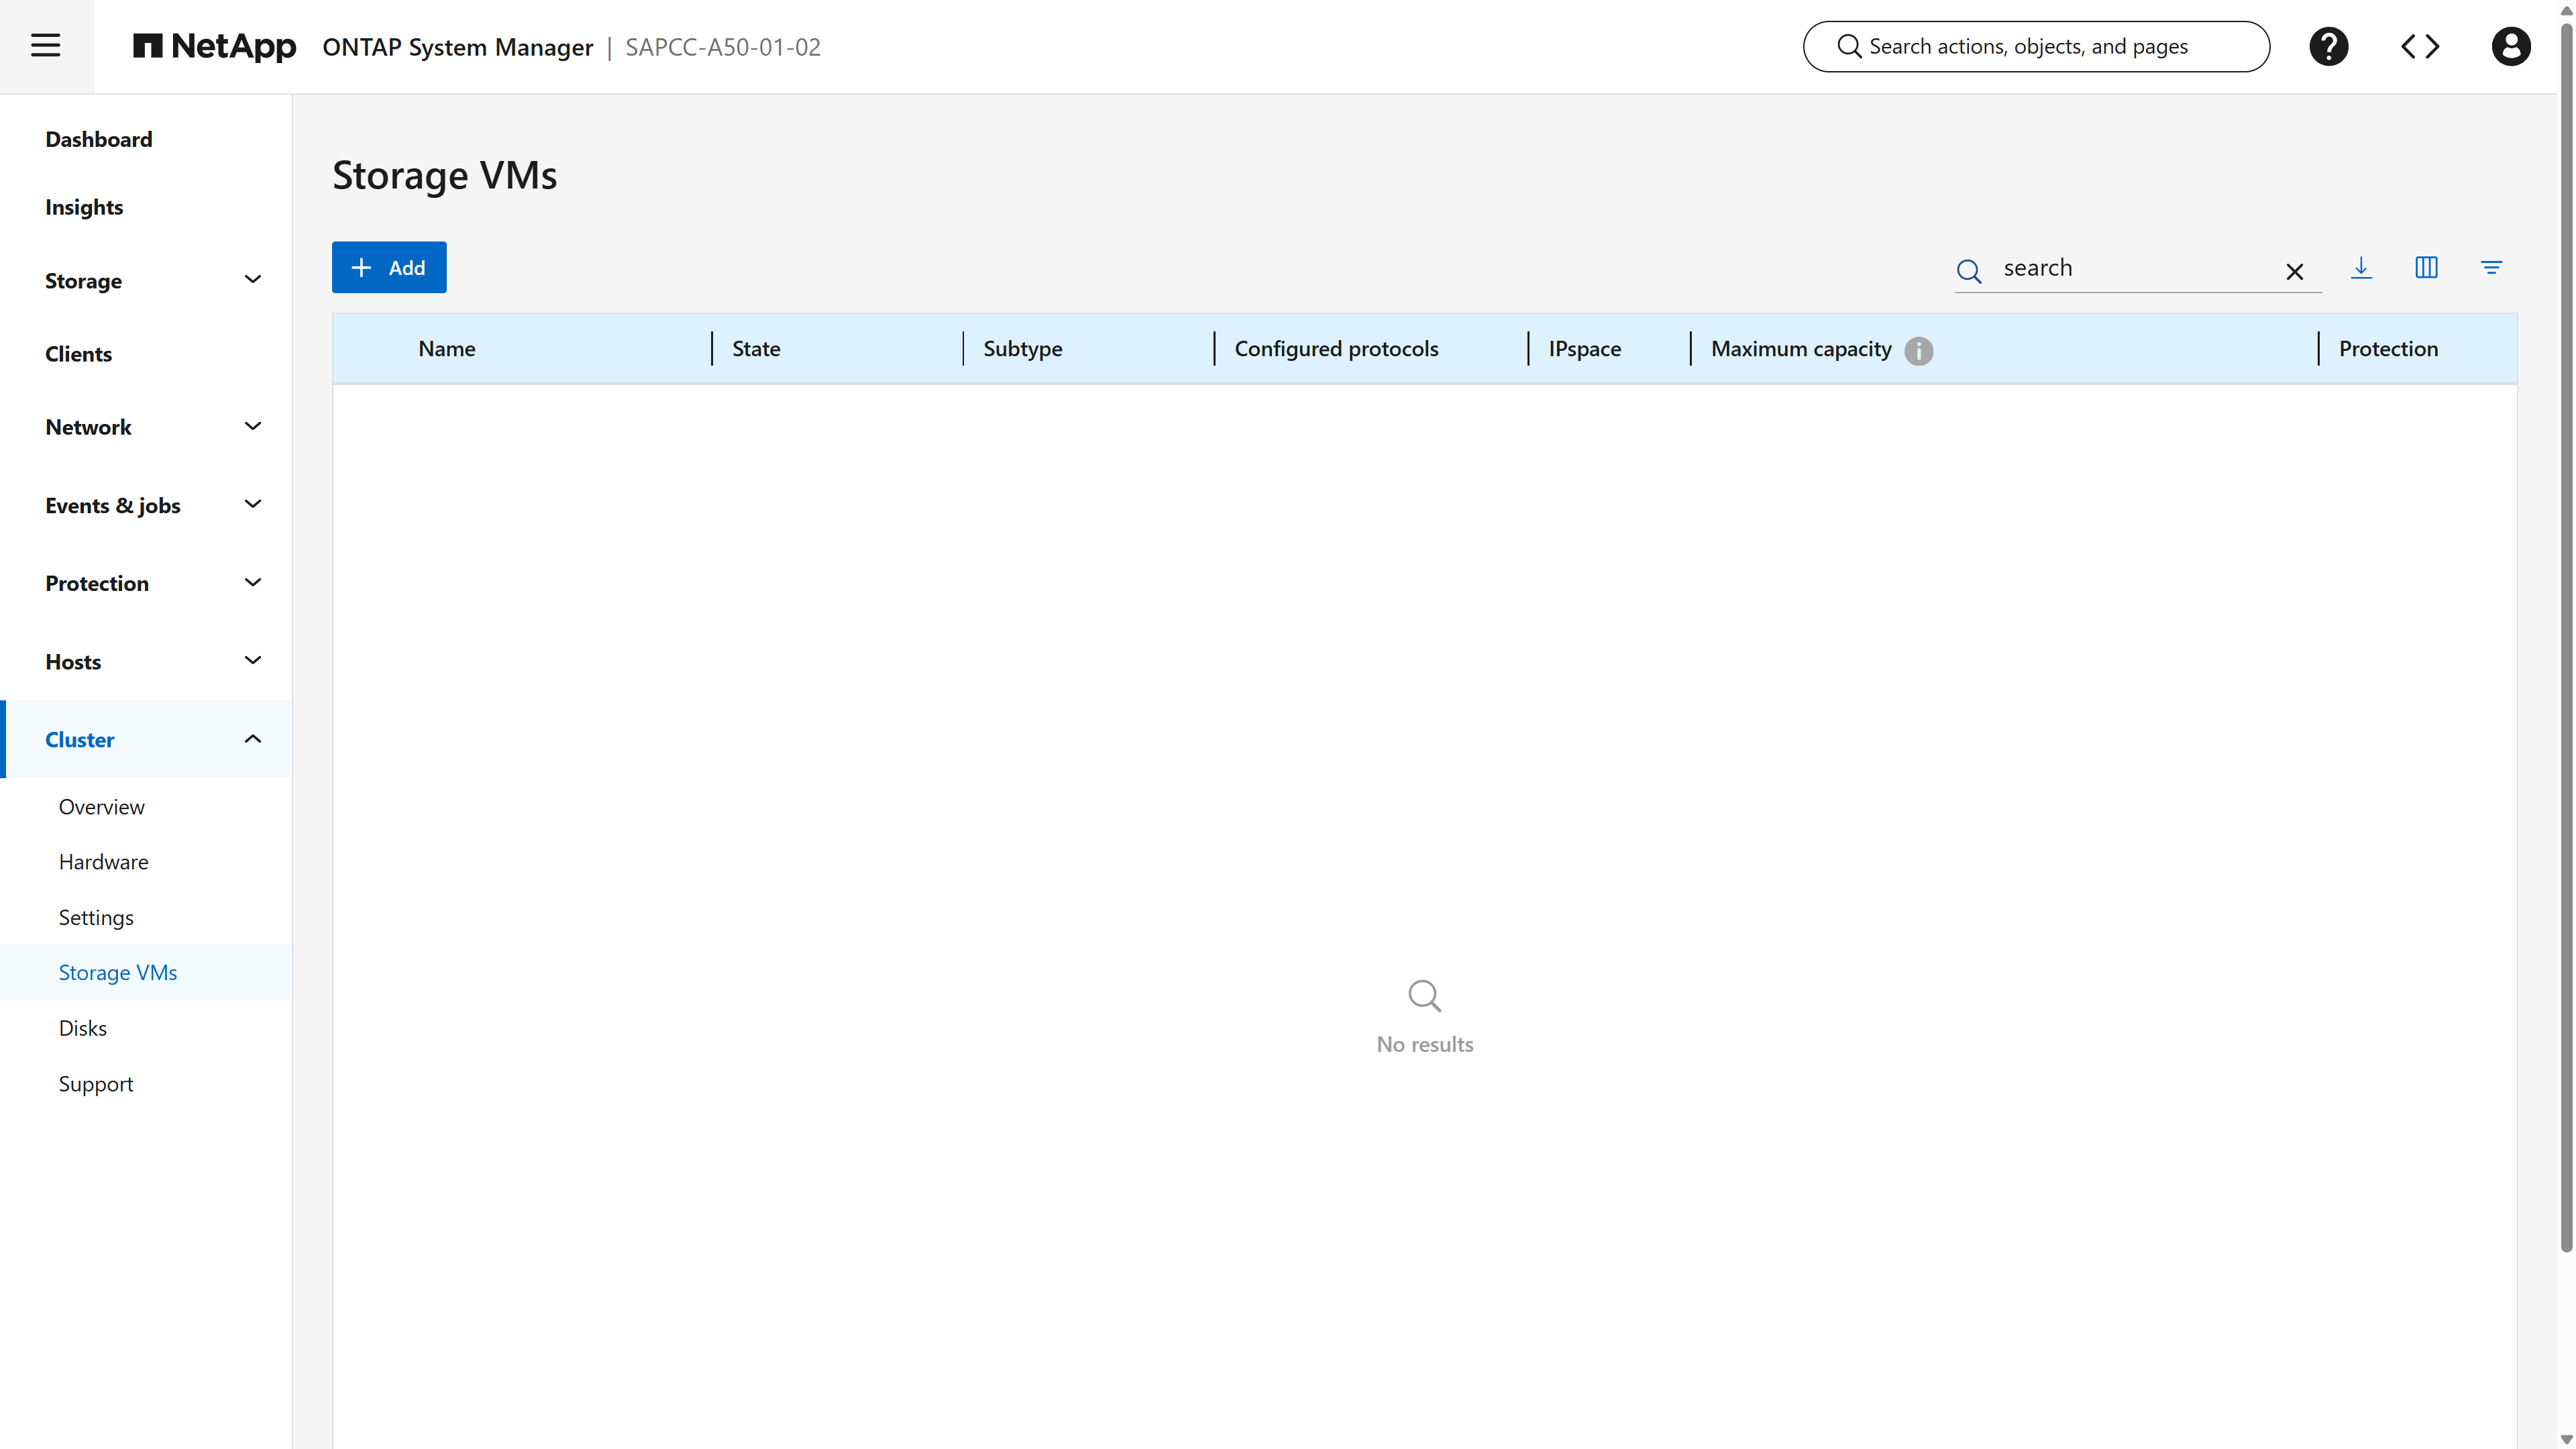 NetApp ONTAP System Manager | SAPCC-A50-01-02
Search actions, objects, and pages
Dashboard
Insights
Storage
Clients
Network
Events & jobs
Protection
Hosts
Cluster
Overview
Hardware
Settings
Storage VMs
Disks
Support
Storage VMs
+ Add
search
Name State Subtype Configured protocols IPspace Maximum capacity Protection
No results